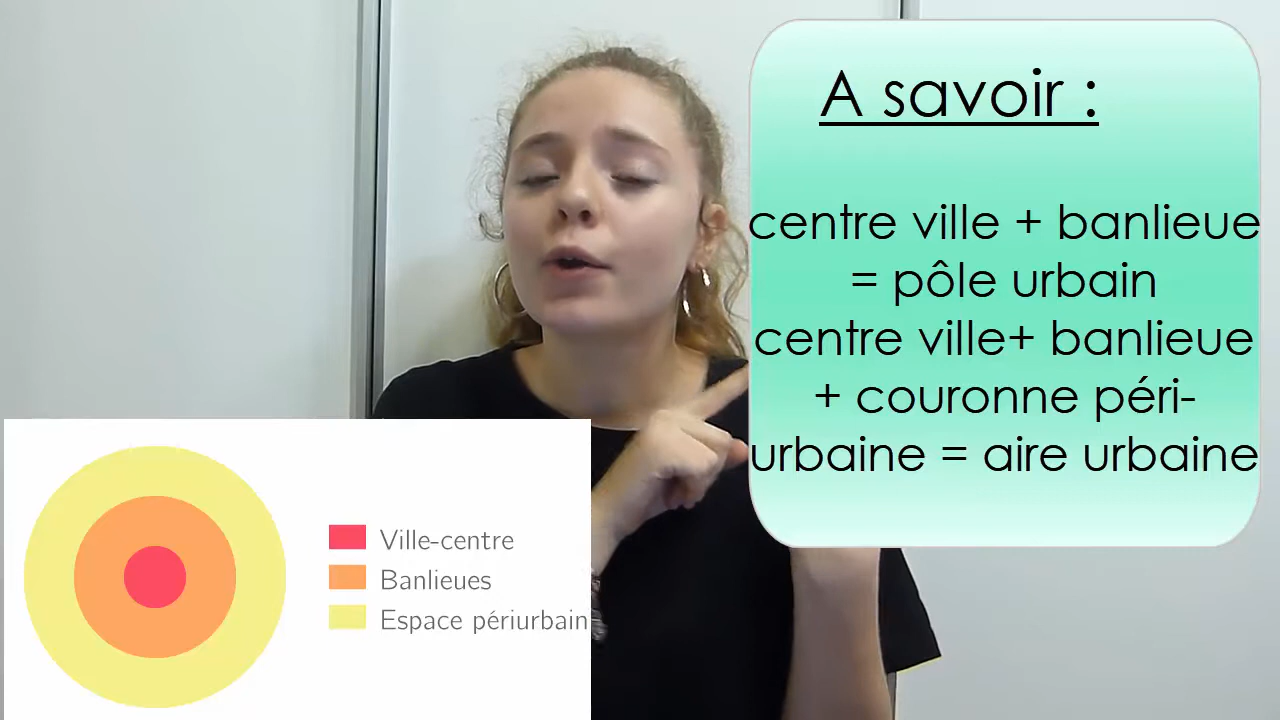 A savoir :
centre ville + banlieue
= pôle urbain
centre ville+ banlieue
+ couronne péri-
urbaine = aire urbaine
Ville-centre
Banlieues
Espace périurbain